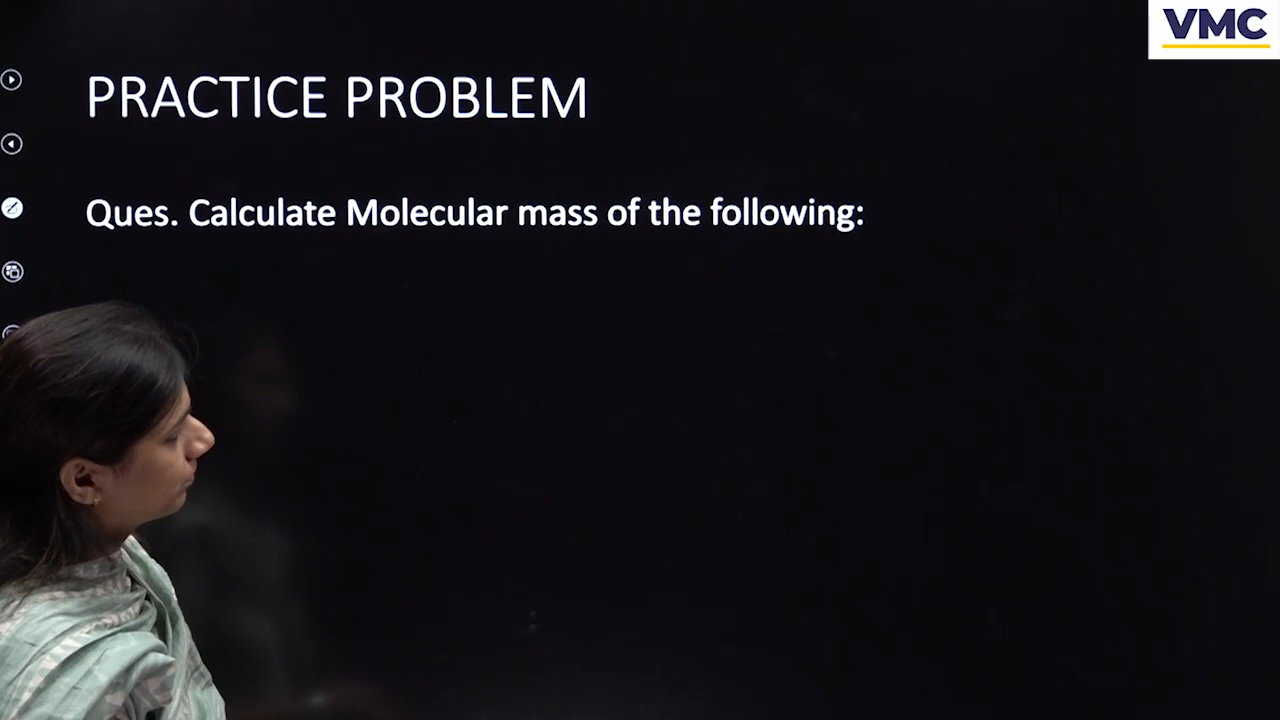 VMC
PRACTICE PROBLEM
Ques. Calculate Molecular mass of the following: